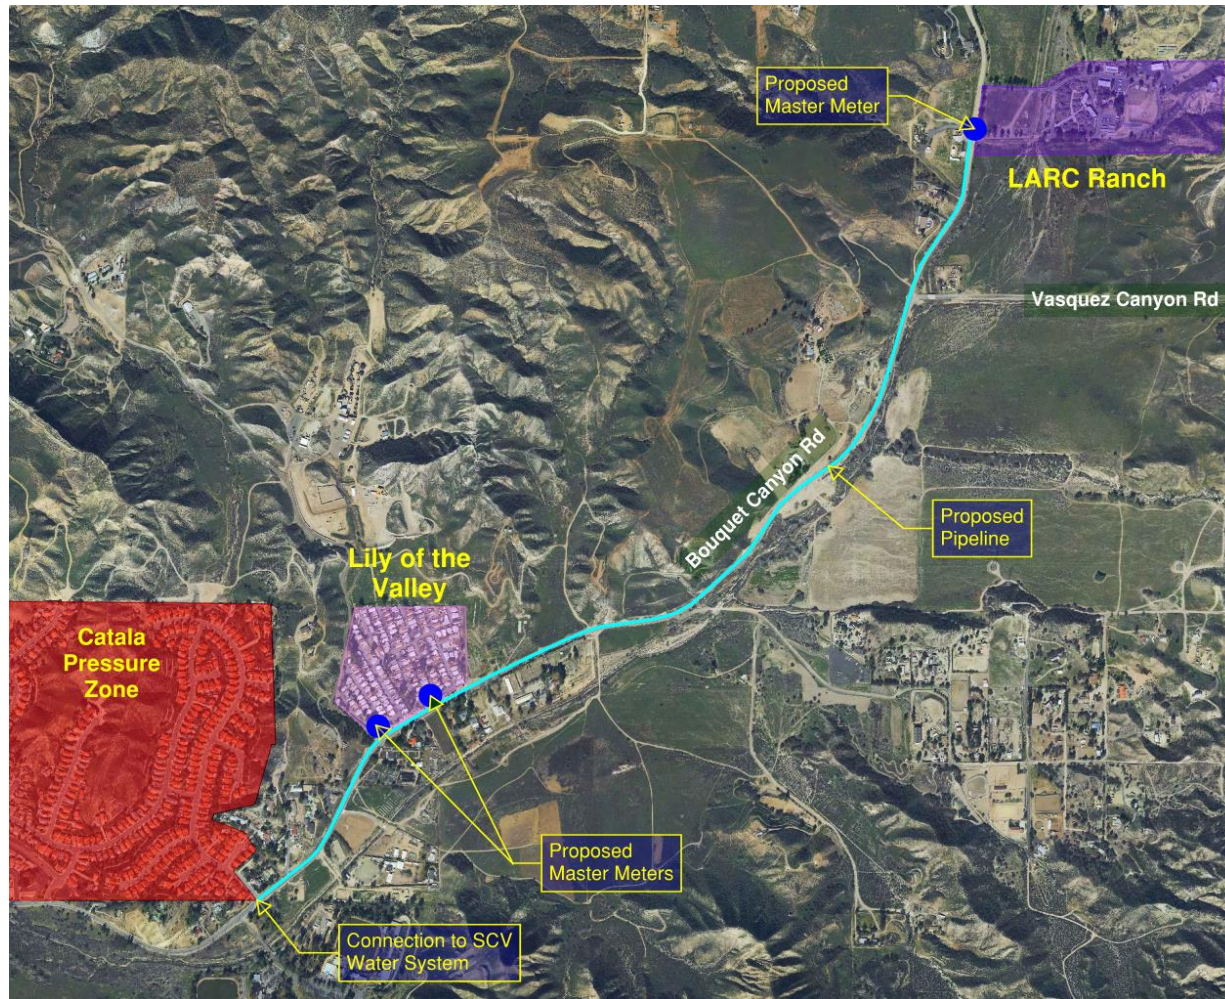 Proposed
Master Meter
LARC Ranch
Vasquez Canyon Rd
Bouquet Canyon Rd
Proposed
Pipeline
Lily of the
Valley
Catala
Pressure
Zone
Proposed
Master Meters
Connection to SCV
Water System